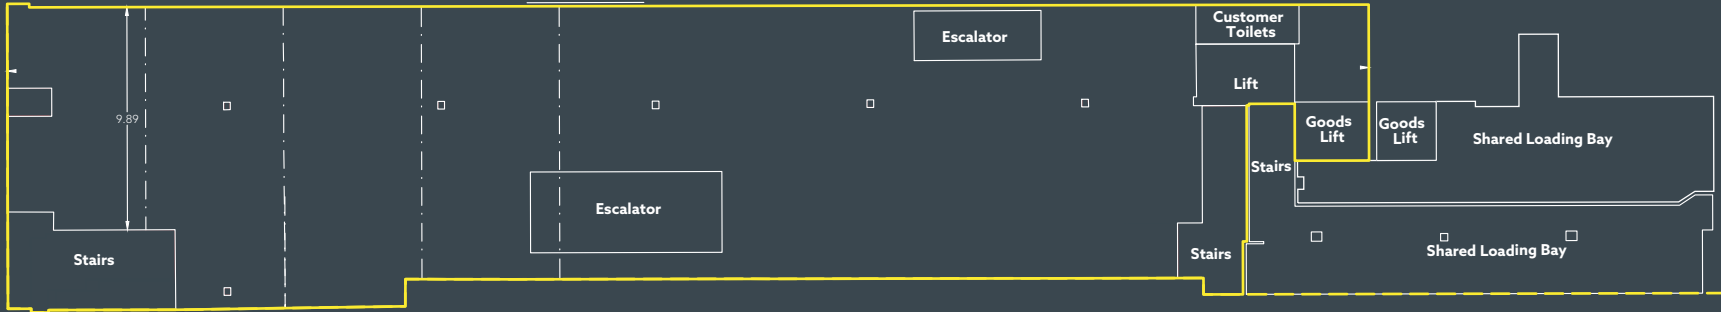 Customer
Toilets
Escalator
Lift
9.89
Goods
Lift
Goods
Lift
Shared Loading Bay
Stairs
Escalator
Stairs
Stairs
Shared Loading Bay